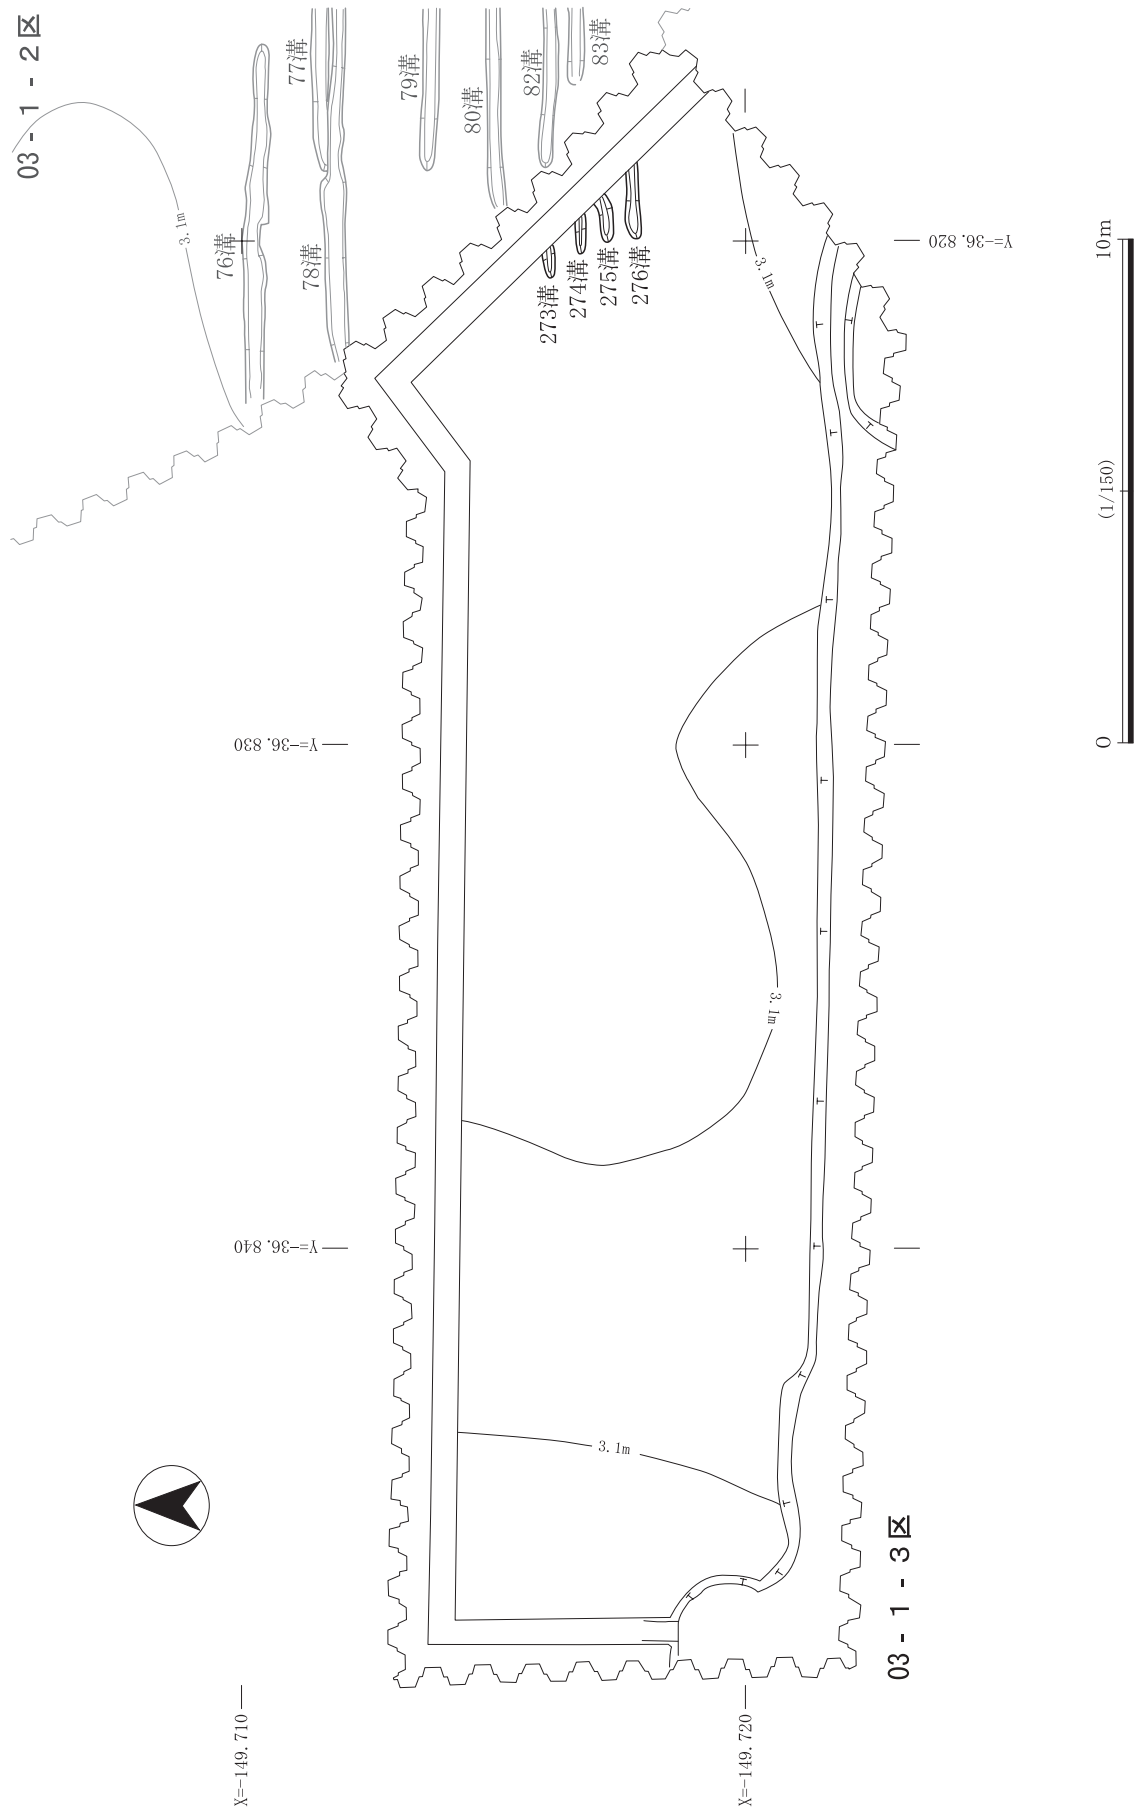 03-1-2区
76溝
77溝
78溝
79溝
80溝
82溝
83溝
3.1m
273溝
274溝
275溝
276溝
3.1m
Y=-36.820
10m
(1/150)
0
Y=-36.830
3.1m
Y=-36.840
3.1m
03-1-3区
X=-149.710
X=-149.720